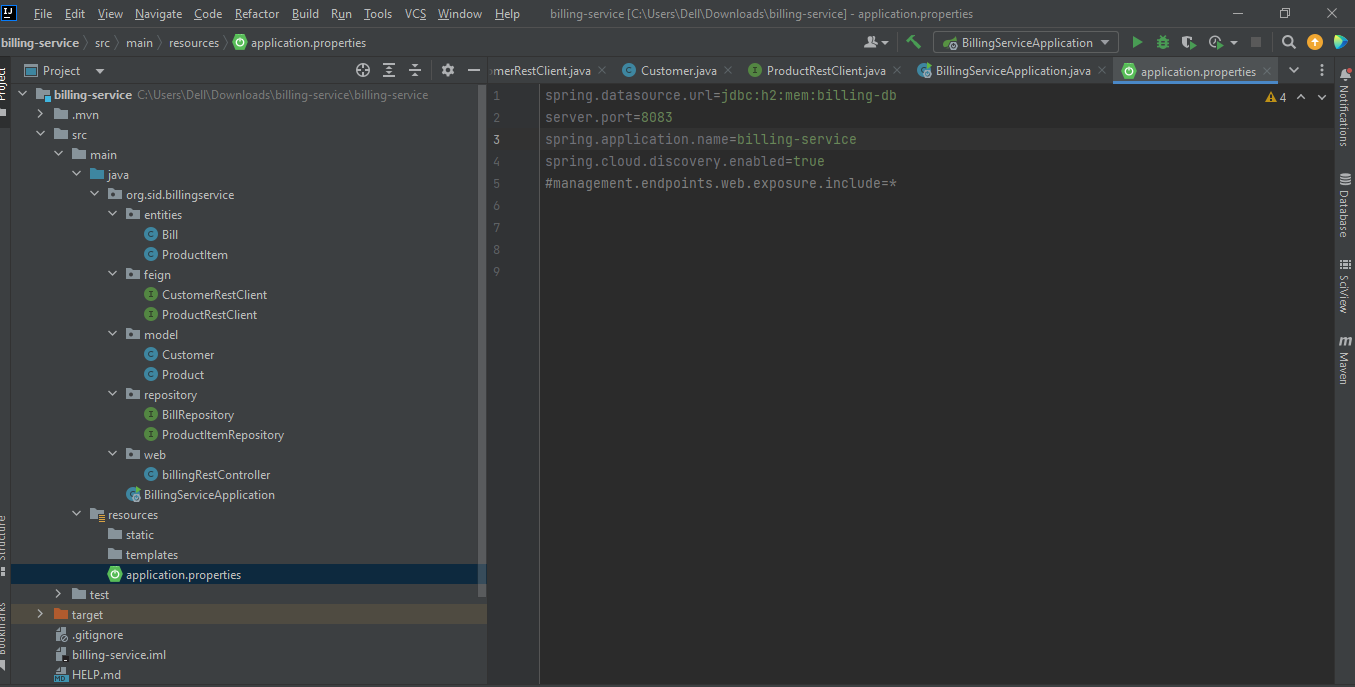 File Edit View Navigate Code Refactor Build Run Tools VCS Window Help billing-service [C:\Users\Dell\Downloads\billing-service] - application.properties
billing-service src main resources application.properties BillingServiceApplication
Project
Project merRestClient.java Customer.java ProductRestClient.java BillingServiceApplication.java application.properties
billing-service C:\Users\Dell\Downloads\billing-service\billing-service
.mvn
src
main
java
org.sid.billingservice
entities
Bill
ProductItem
feign
CustomerRestClient
ProductRestClient
model
Customer
Product
repository
BillRepository
ProductItemRepository
web
billingRestController
BillingServiceApplication
resources
static
templates
application.properties
test
target
.gitignore
billing-service.iml
HELP.md
Structure
Bookmarks
1 spring.datasource.url=jdbc:h2:mem:billing-db 4
2 server.port=8083
3 spring.application.name=billing-service
4 spring.cloud.discovery.enabled=true
5 #management.endpoints.web.exposure.include=*
6
7
8
9
Notifications
Database
SciView
m Maven